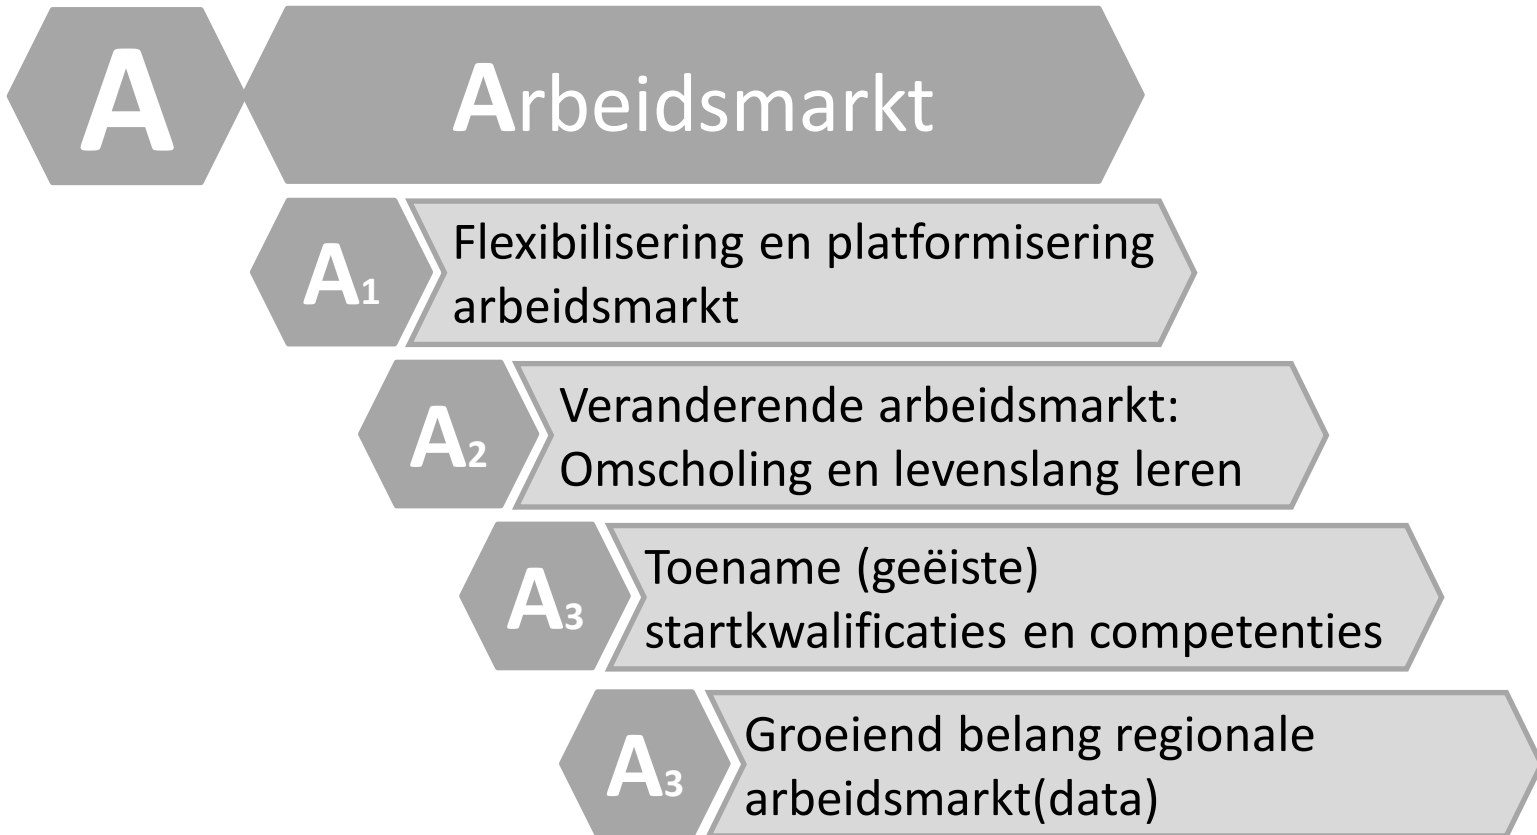 A
Arbeidsmarkt
A1
Flexibilisering en platformisering
arbeidsmarkt
A2
Veranderende arbeidsmarkt:
Omscholing en levenslang leren
A3
Toename (geëiste)
startkwalificaties en competenties
A3
Groeiend belang regionale
arbeidsmarkt(data)